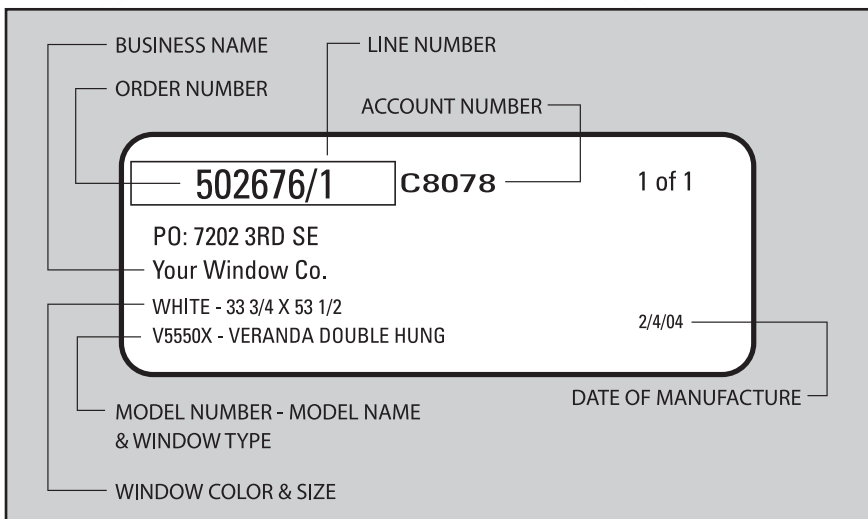 BUSINESS NAME
LINE NUMBER
ORDER NUMBER
ACCOUNT NUMBER
502676/1 C8078 1 of 1
PO: 7202 3RD SE
Your Window Co.
WHITE - 33 3/4 X 53 1/2
V5550X - VERANDA DOUBLE HUNG
2/4/04
DATE OF MANUFACTURE
MODEL NUMBER - MODEL NAME
& WINDOW TYPE
WINDOW COLOR & SIZE